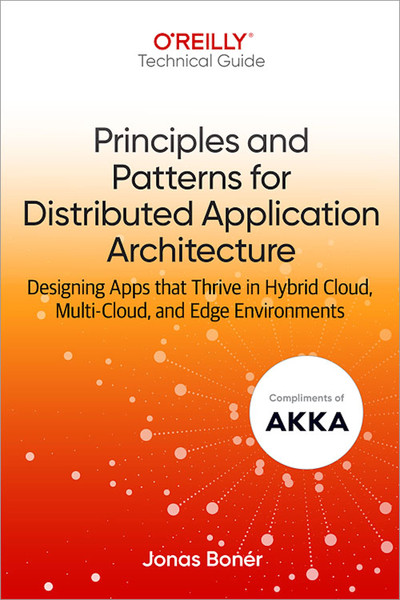 O'REILLY®
Technical Guide
Principles and
Patterns for
Distributed Application
Architecture
Designing Apps that Thrive in Hybrid Cloud,
Multi-Cloud, and Edge Environments
Compliments of
AKKA
Jonas Bonér